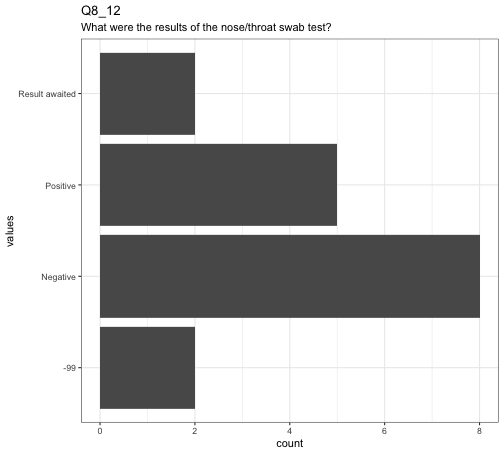 Q8_12
What were the results of the nose/throat swab test?
values
Result awaited
Positive
Negative
-99
0 2 4 6 8
count